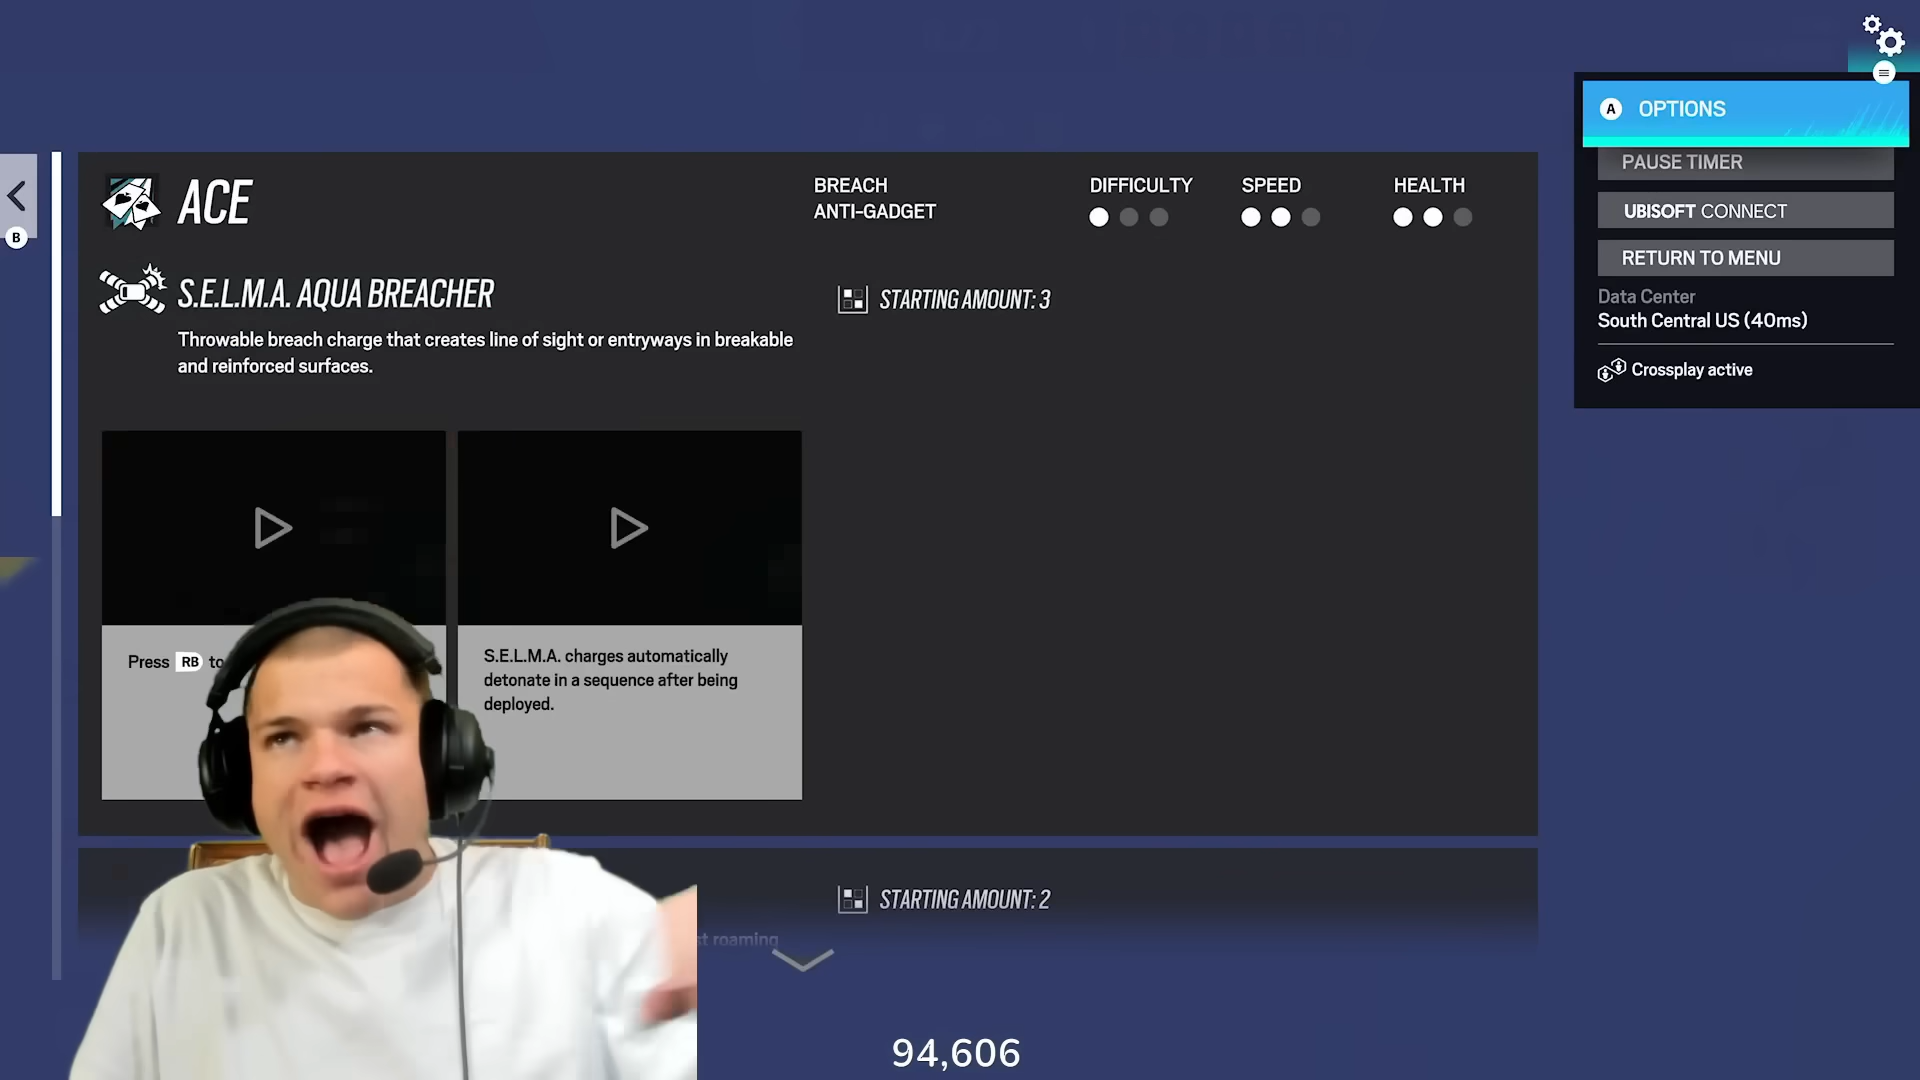 ACE
BREACH
ANTI-GADGET
DIFFICULTY
SPEED
HEALTH
S.E.L.M.A. AQUA BREACHER
STARTING AMOUNT: 3
Throwable breach charge that creates line of sight or entryways in breakable
and reinforced surfaces.
Press RB to
S.E.L.M.A. charges automatically
detonate in a sequence after being
deployed.
STARTING AMOUNT: 2
roaming
B
A OPTIONS
PAUSE TIMER
UBISOFT CONNECT
RETURN TO MENU
Data Center
South Central US (40ms)
Crossplay active
94,606